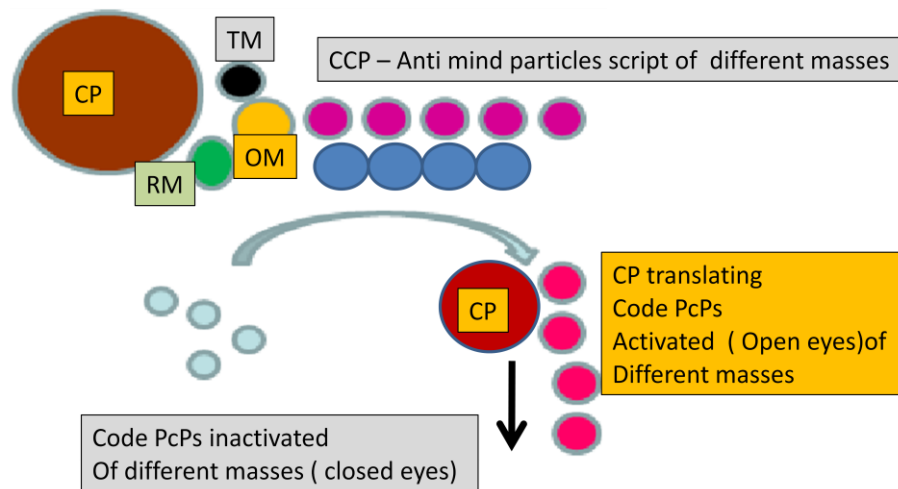 TM
CCP – Anti mind particles script of  different masses
CP
OM
RM
CP
CP translating
Code PcPs
Activated  ( Open eyes)of
Different masses
Code PcPs inactivated
Of different masses ( closed eyes)